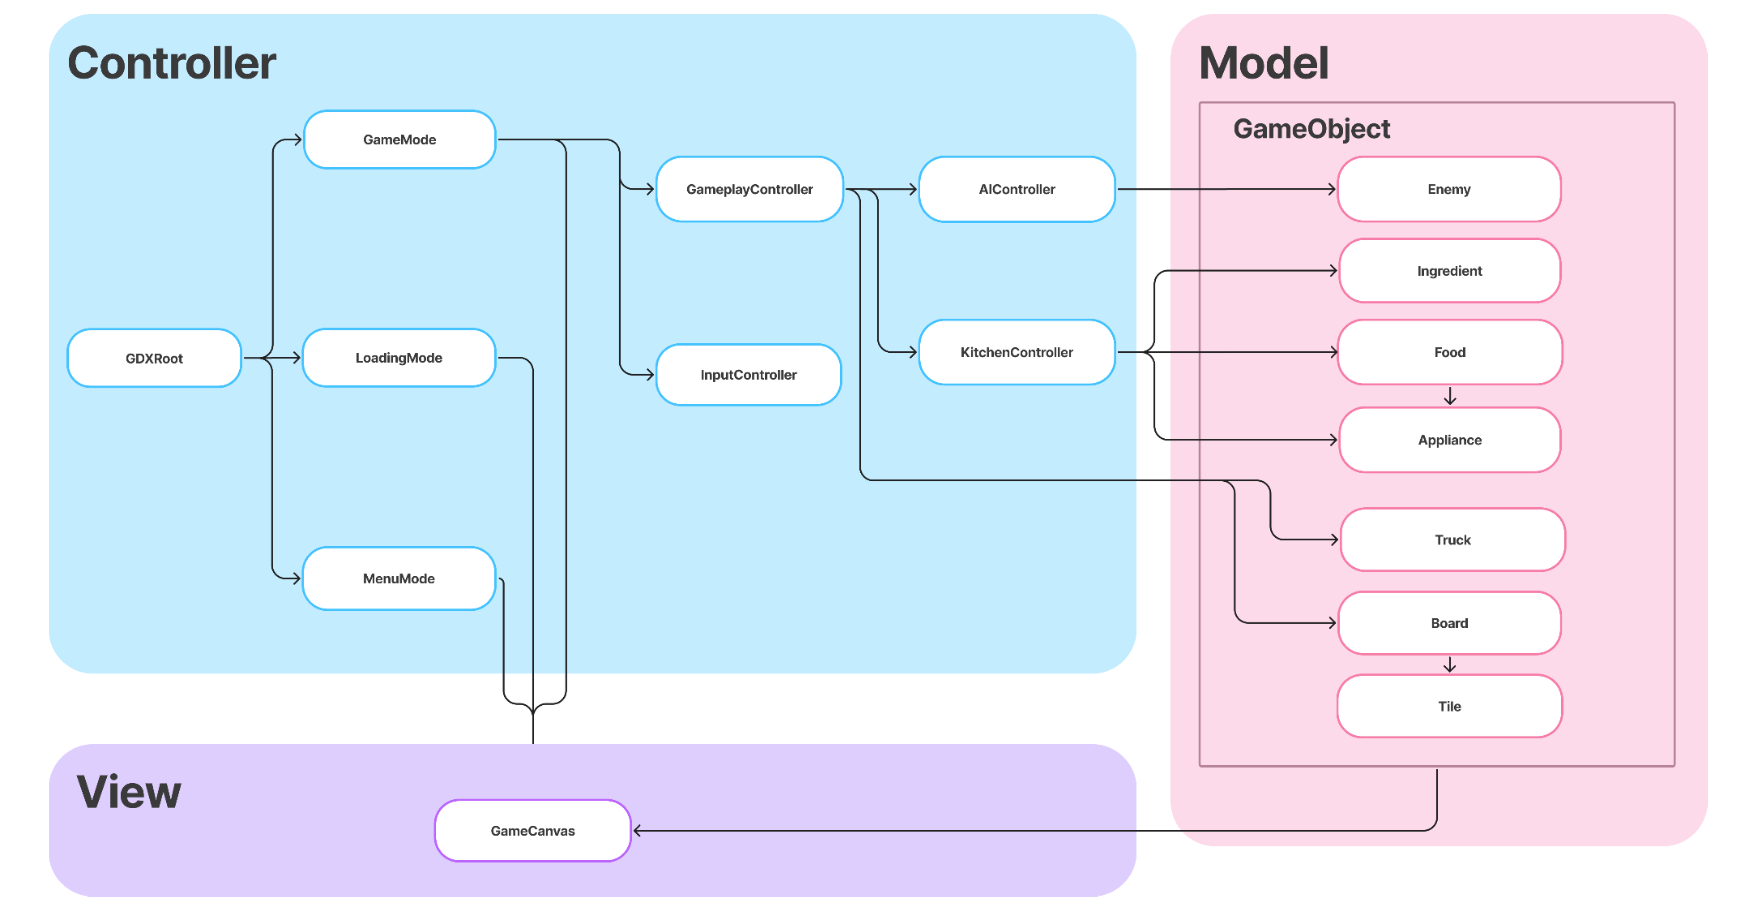 Controller
GameMode
GameplayController
AIController
GDXRoot
LoadingMode
InputController
KitchenController
MenuMode
Model
GameObject
Enemy
Ingredient
Food
Appliance
Truck
Board
Tile
View
GameCanvas